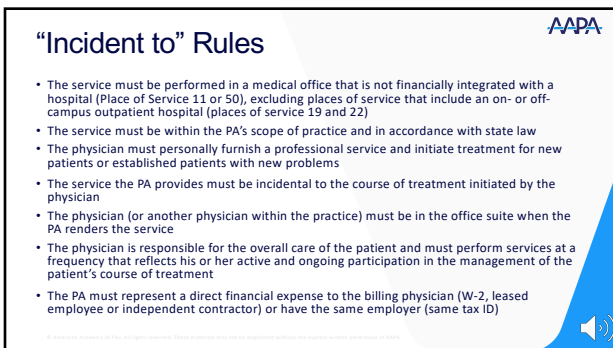 AAPA
“Incident to” Rules
• The service must be performed in a medical office that is not financially integrated with a
hospital (Place of Service 11 or 50), excluding places of service that include an on- or off-
campus outpatient hospital (places of service 19 and 22)
• The service must be within the PA’s scope of practice and in accordance with state law
• The physician must personally furnish a professional service and initiate treatment for new
patients or established patients with new problems
• The service the PA provides must be incidental to the course of treatment initiated by the
physician
• The physician (or another physician within the practice) must be in the office suite when the
PA renders the service
• The physician is responsible for the overall care of the patient and must perform services at a
frequency that reflects his or her active and ongoing participation in the management of the
patient’s course of treatment
• The PA must represent a direct financial expense to the billing physician (W-2, leased
employee or independent contractor) or have the same employer (same tax ID)